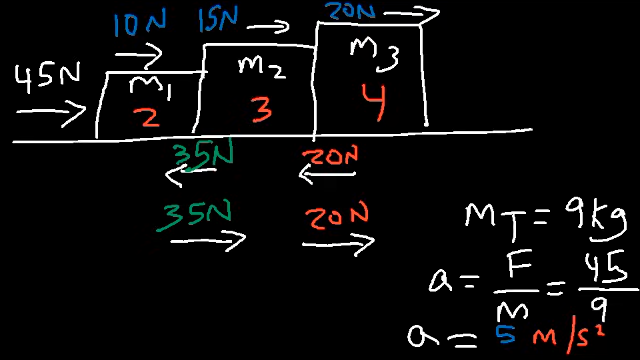 10N 15N 20N
45N m₁ m₂ m₃
2 3 4
35N 20N
35N 20N
m_T = 9kg
a = F/M = 45/9
a = 5 m/s²